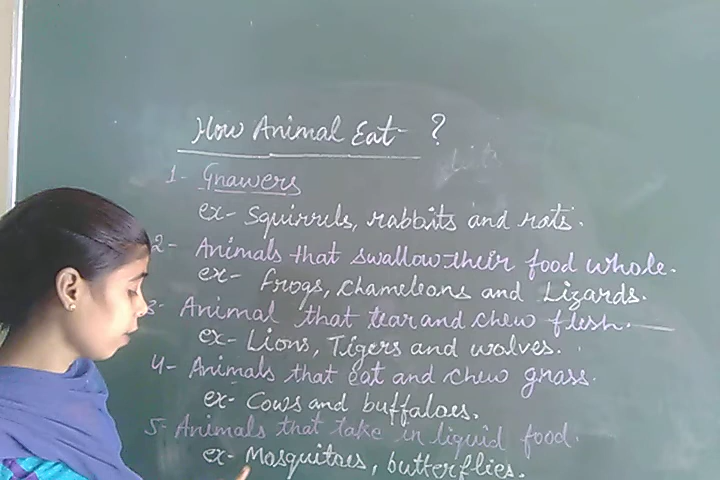 How Animal Eat- ?
1- Gnawers
ex- Squirrels, rabbits and rats.
2- Animals that swallow their food whole.
ex- frogs, chameleons and Lizards.
3- Animal that tear and chew flesh.
ex- Lions, Tigers and wolves.
4- Animals that eat and chew grass.
ex- Cows and buffaloes.
5- Animals that take in liquid food.
ex- Mosquitoes, butterflies.